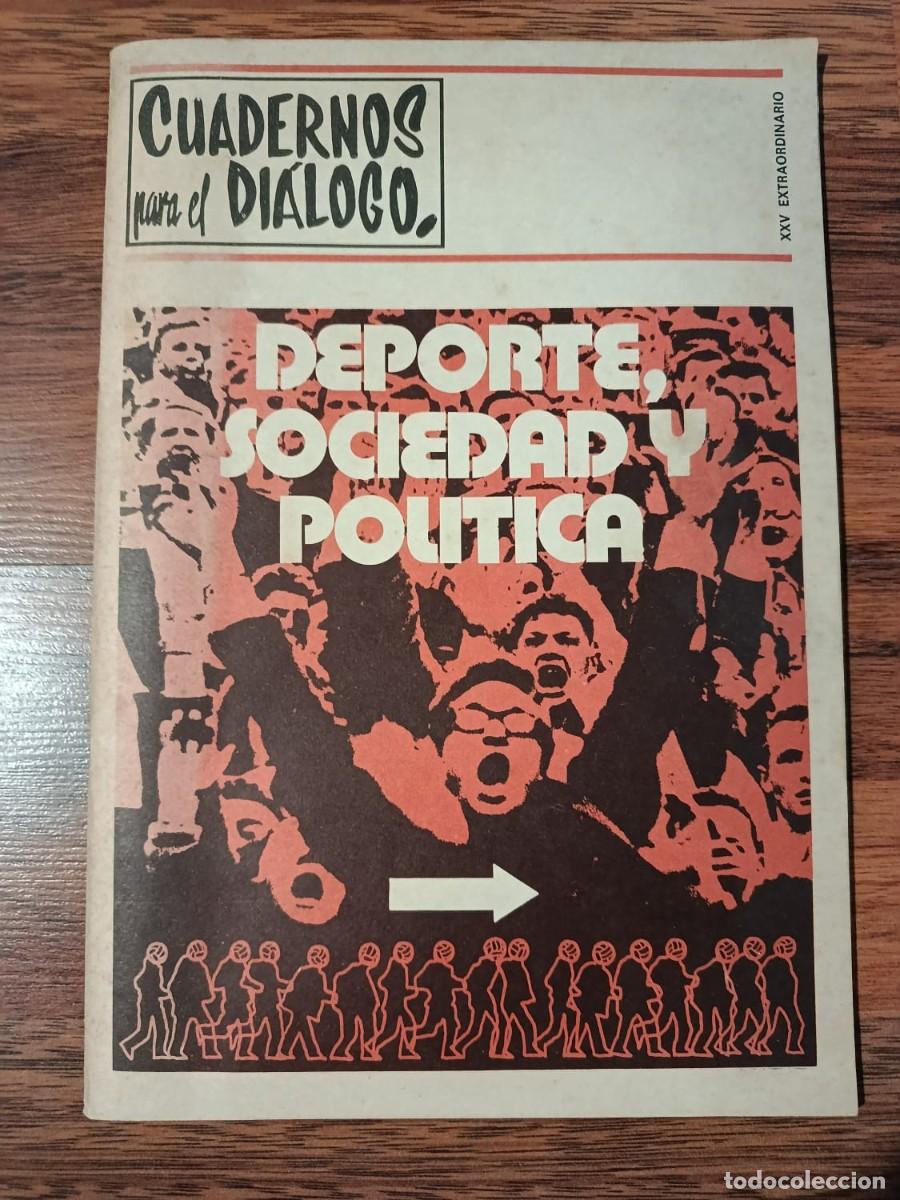 CUADERNOS
para el DIÁLOGO.
XXV EXTRAORDINARIO
DEPORTE,
SOCIEDAD Y
POLITICA
todocoleccion